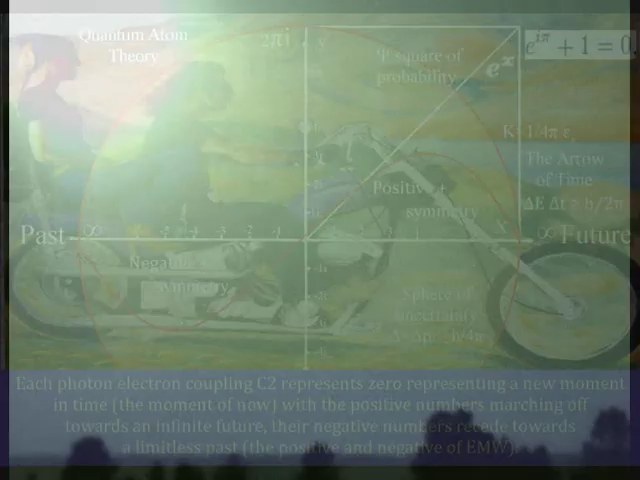 Quantum Atom
Theory
2πi
Ψ square of
probability
e^{iπ} + 1 = 0
e^x
K= 1/4π ε
The Arrow
of Time
ΔE Δt ≥ h/2π
Positive +
symmetry
Past ∞
∞ Future
Negative
symmetry
Sphere of
uncertainty
Each photon electron coupling C2 represents zero representing a new moment
in time (the moment of now) with the positive numbers marching off
towards an infinite future, their negative numbers recede towards
a limitless past (the positive and negative of EMW).